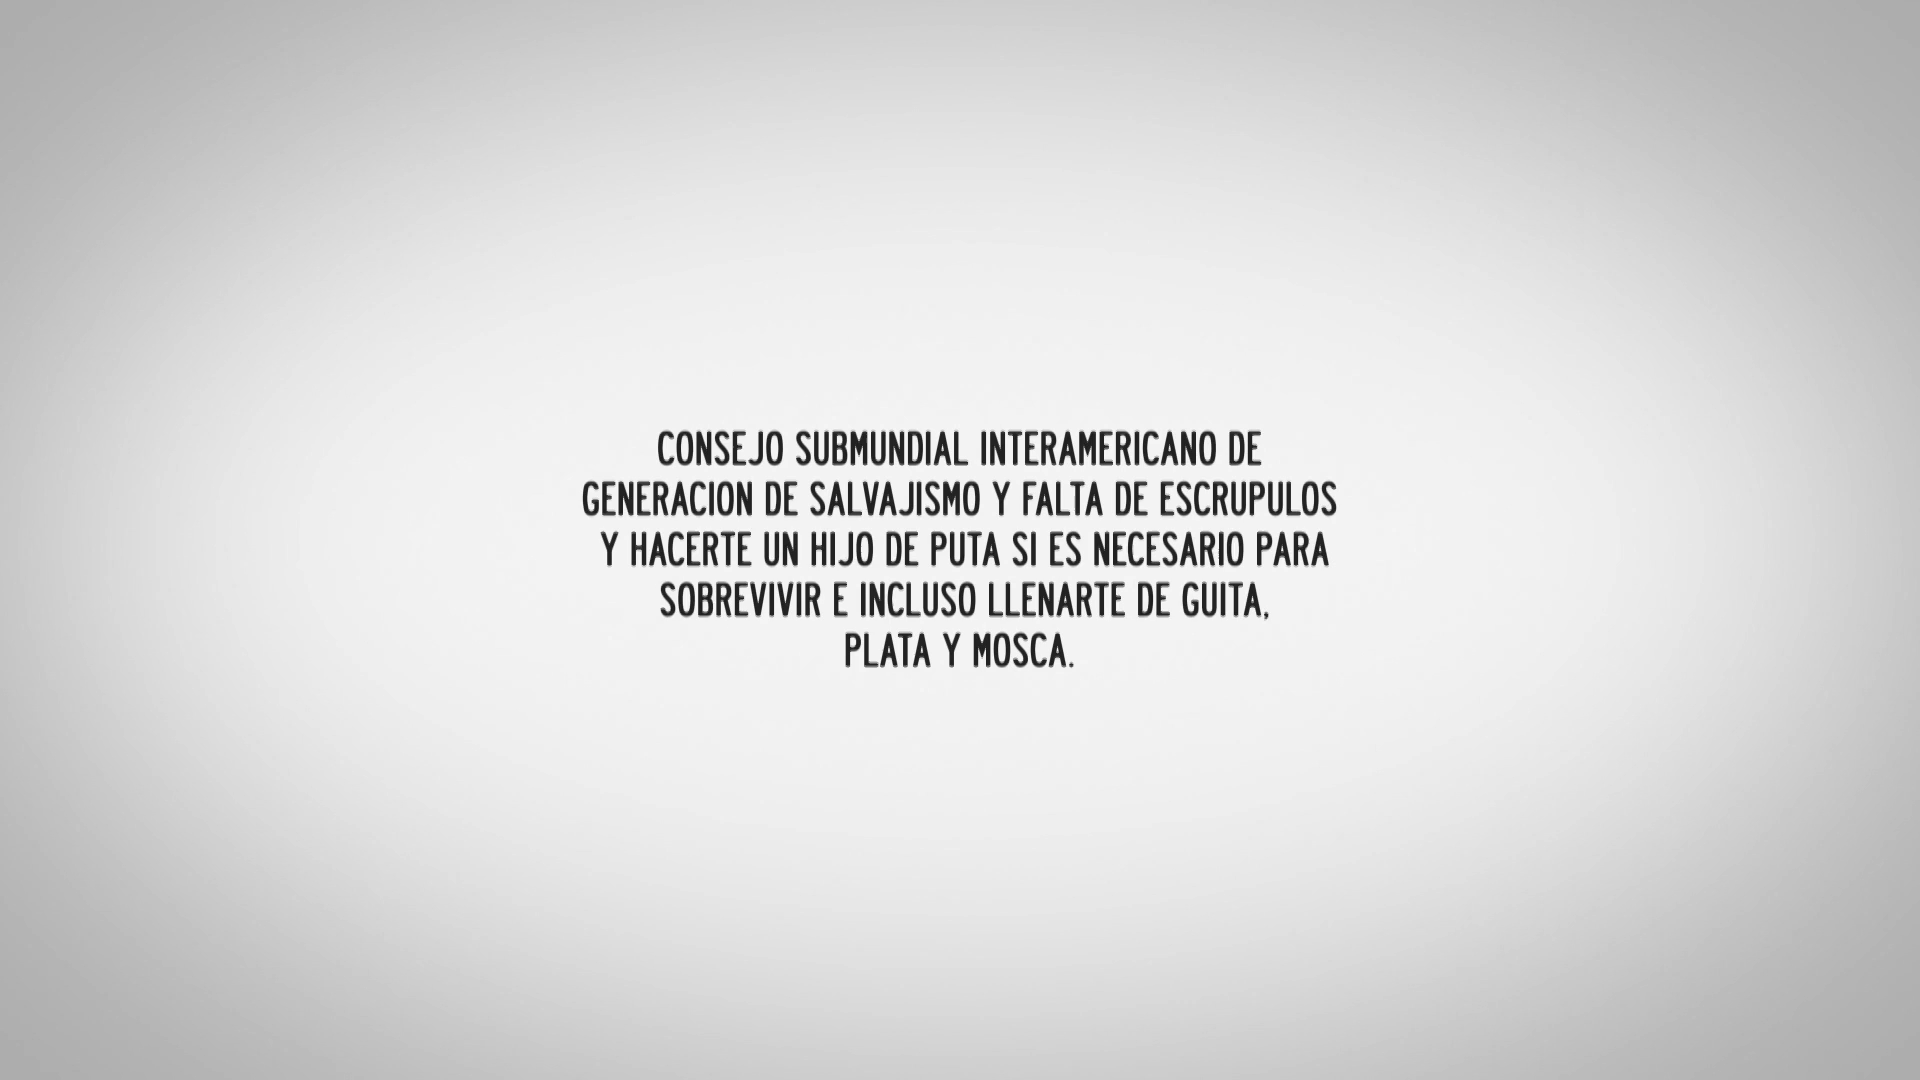 CONSEJO SUBMUNDIAL INTERAMERICANO DE
GENERACION DE SALVAJISMO Y FALTA DE ESCRUPULOS
Y HACERTE UN HIJO DE PUTA SI ES NECESARIO PARA
SOBREVIVIR E INCLUSO LLENARTE DE GUITA,
PLATA Y MOSCA.